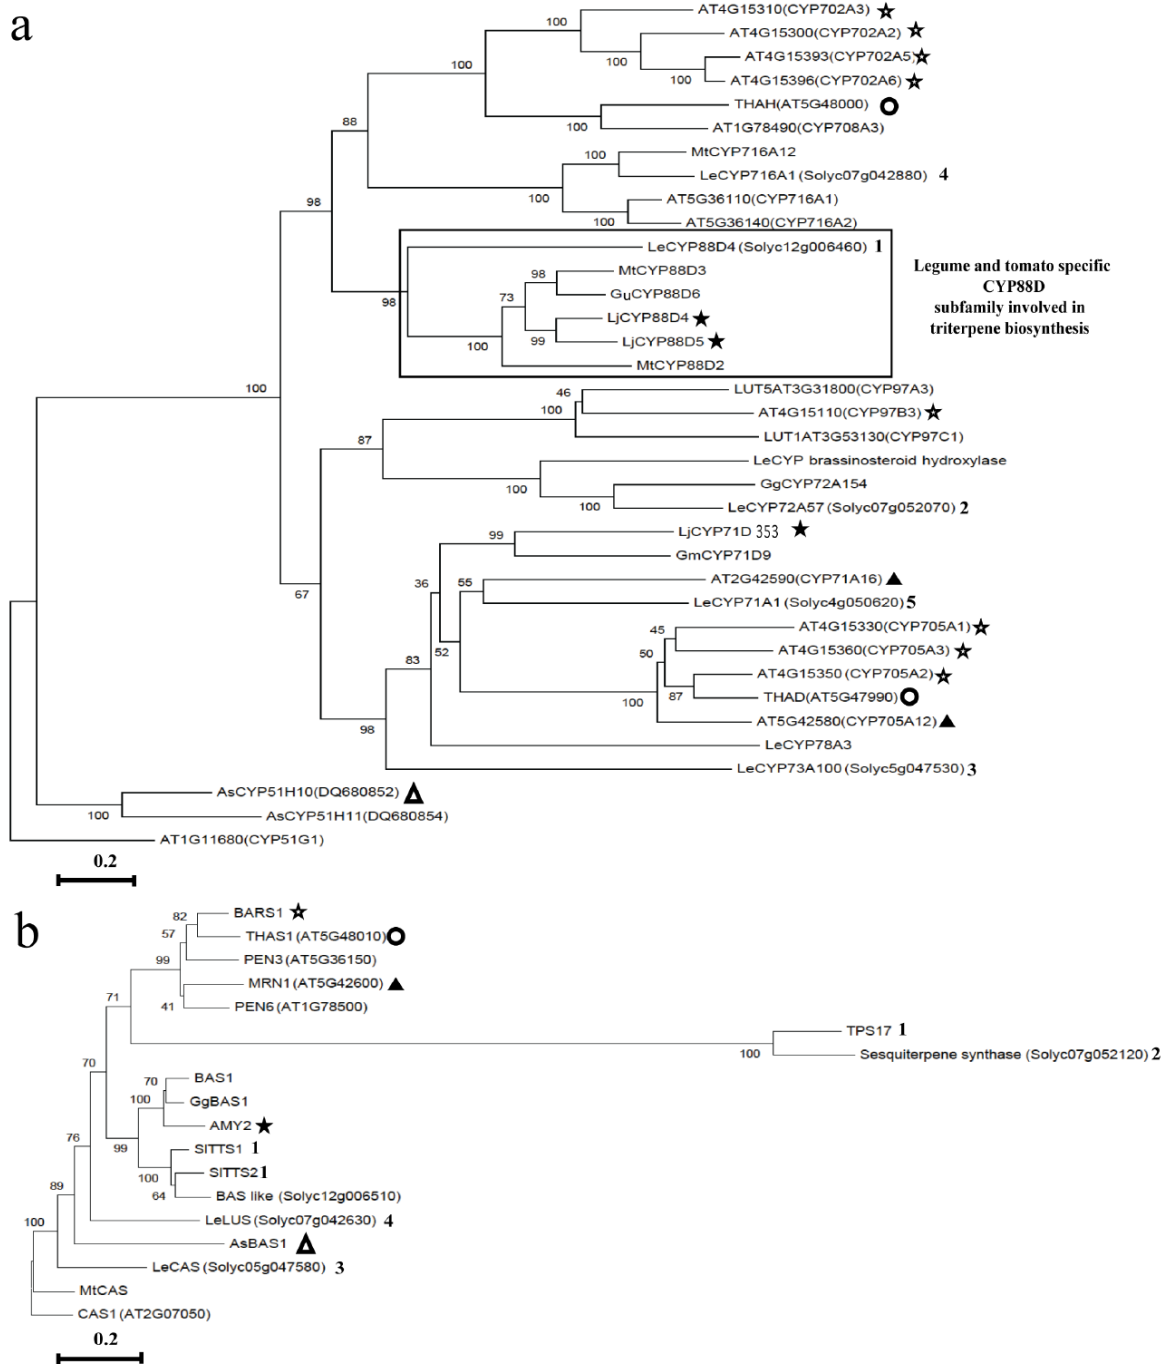 a
AT4G15310(CYP702A3)
100
AT4G15300(CYP702A2)
100
AT4G15393(CYP702A5)
100
AT4G15396(CYP702A6)
100
THAH(AT5G48000)
100
AT1G78490(CYP708A3)
88
MtCYP716A12
100
LeCYP716A1 (Solyc07g042880) 4
100
AT5G36110(CYP716A1)
100
AT5G36140(CYP716A2)
98
LeCYP88D4 (Solyc12g006460) 1
98
MtCYP88D3
98
GuCYP88D6
73
LjCYP88D4
99
LjCYP88D5
100
MtCYP88D2
Legume and tomato specific
CYP88D
subfamily involved in
triterpene biosynthesis
100
LUT5AT3G31800(CYP97A3)
46
AT4G15110(CYP97B3)
100
LUT1AT3G53130(CYP97C1)
87
LeCYP brassinosteroid hydroxylase
100
GgCYP72A154
100
LeCYP72A57 (Solyc07g052070) 2
67
LjCYP71D 353
99
GmCYP71D9
36
AT2G42590(CYP71A16)
55
LeCYP71A1 (Solyc4g050620) 5
52
AT4G15330(CYP705A1)
45
AT4G15360(CYP705A3)
50
AT4G15350 (CYP705A2)
87
THAD(AT5G47990)
100
AT5G42580(CYP705A12)
83
LeCYP78A3
98
LeCYP73A100 (Solyc5g047530) 3
AsCYP51H10(DQ680852)
100
AsCYP51H11(DQ680854)
AT1G11680(CYP51G1)
0.2
b
BARS1
82
THAS1 (AT5G48010)
57
PEN3 (AT5G36150)
99
MRN1 (AT5G42600)
41
PEN6 (AT1G78500)
71
TPS17 1
100
Sesquiterpene synthase (Solyc07g052120) 2
70
BAS1
70
GgBAS1
100
AMY2
99
SlTTS1 1
100
SlTTS2 1
64
BAS like (Solyc12g006510)
76
LeLUS (Solyc07g042630) 4
89
AsBAS1
100
LeCAS (Solyc05g047580) 3
MtCAS
CAS1 (AT2G07050)
0.2